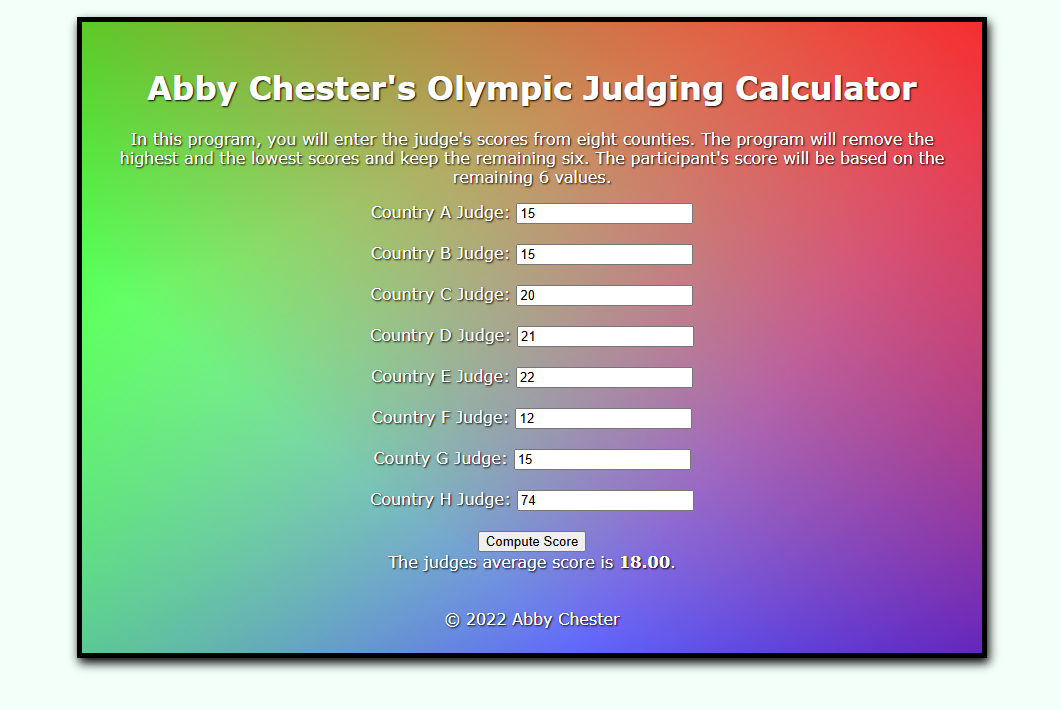 Abby Chester's Olympic Judging Calculator
In this program, you will enter the judge's scores from eight counties. The program will remove the
highest and the lowest scores and keep the remaining six. The participant's score will be based on the
remaining 6 values.
Country A Judge: 15
Country B Judge: 15
Country C Judge: 20
Country D Judge: 21
Country E Judge: 22
Country F Judge: 12
County G Judge: 15
Country H Judge: 74
Compute Score
The judges average score is 18.00.
© 2022 Abby Chester